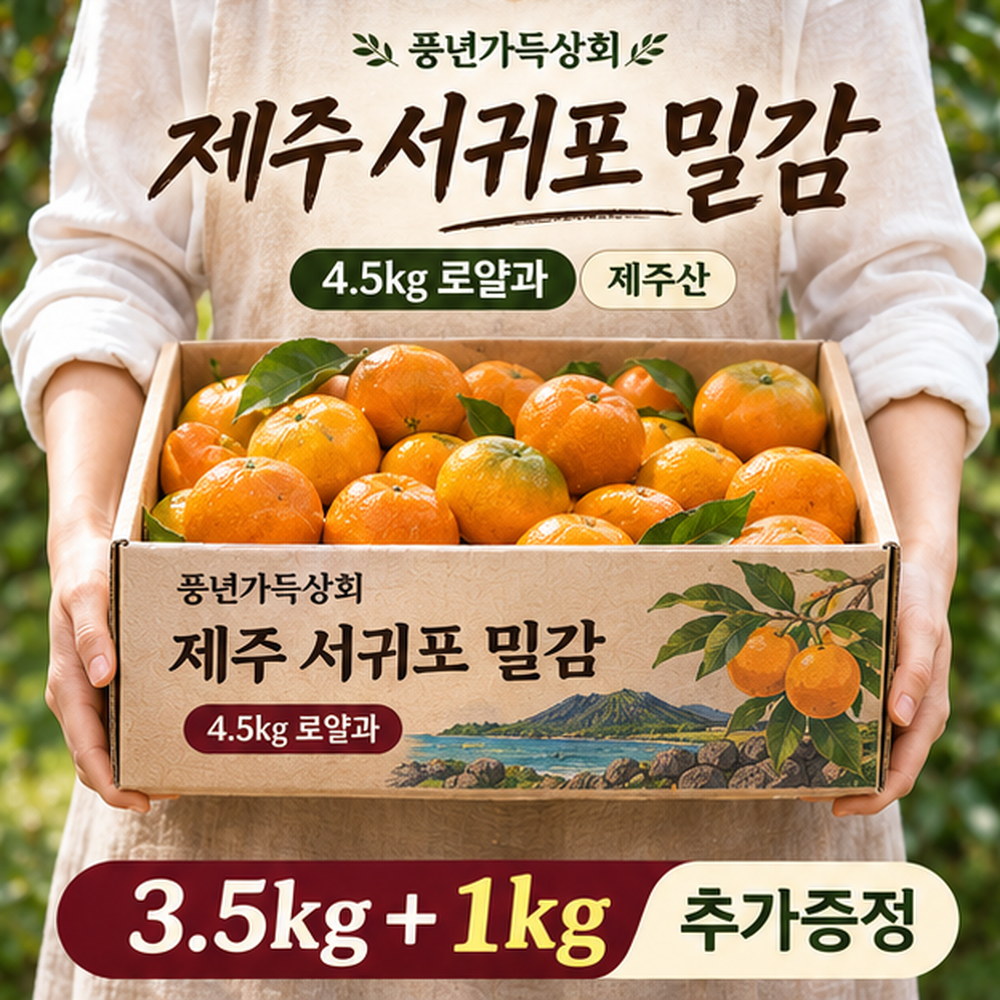 풍년가득상회
제주 서귀포 밀감
4.5kg 로얄과 제주산
풍년가득상회
제주 서귀포 밀감
4.5kg 로얄과
3.5kg + 1kg 추가증정